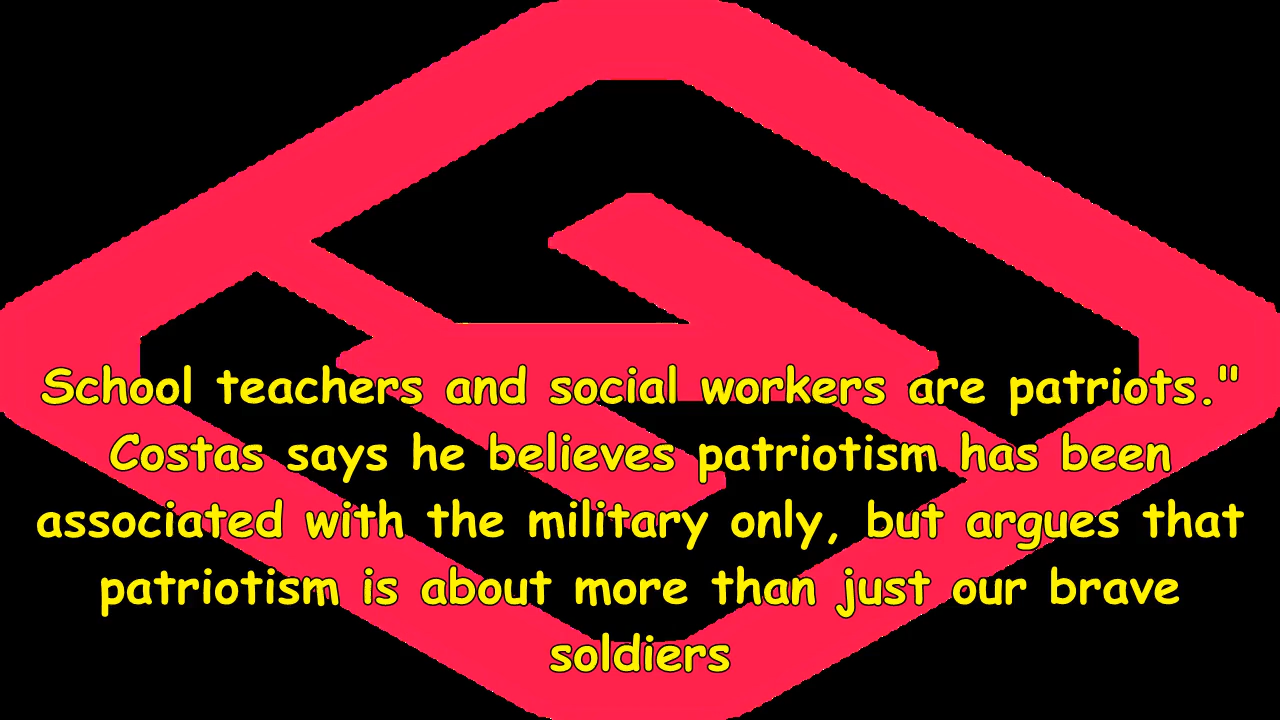 School teachers and social workers are patriots."
Costas says he believes patriotism has been
associated with the military only, but argues that
patriotism is about more than just our brave
soldiers